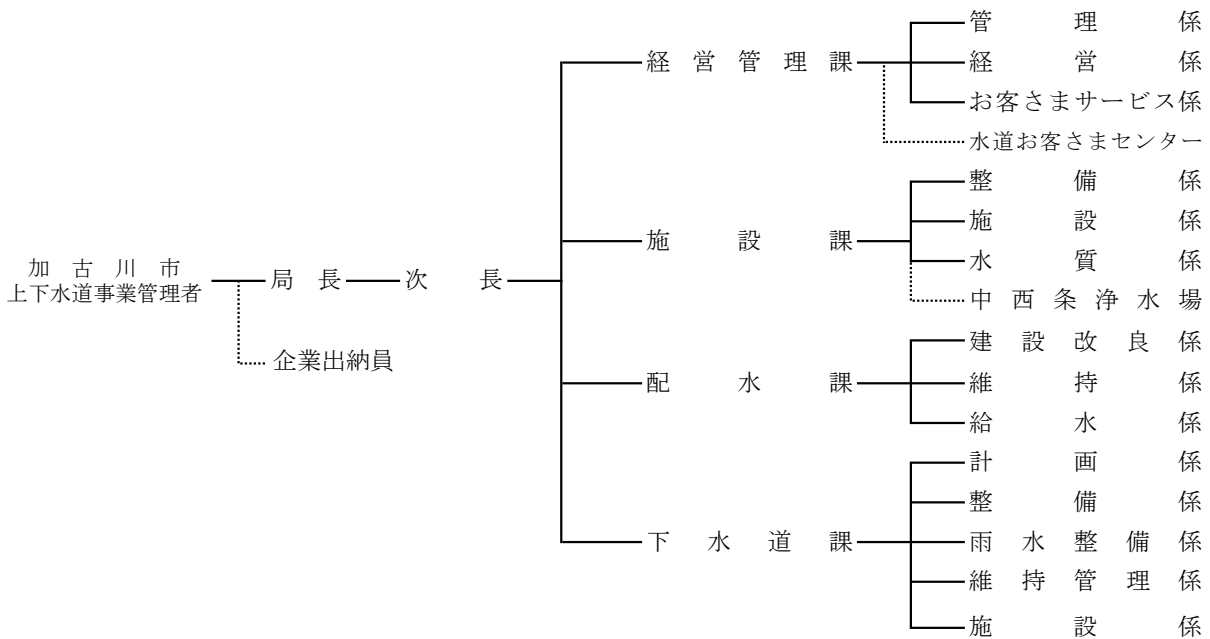 加古川市
上下水道事業管理者
局長
次長
企業出納員
経営管理課
管理係
経営係
お客さまサービス係
水道お客さまセンター
施設課
整備係
施設係
水質係
中西条浄水場
配水課
建設改良係
維持係
給水係
下水道課
計画係
整備係
雨水整備係
維持管理係
施設係